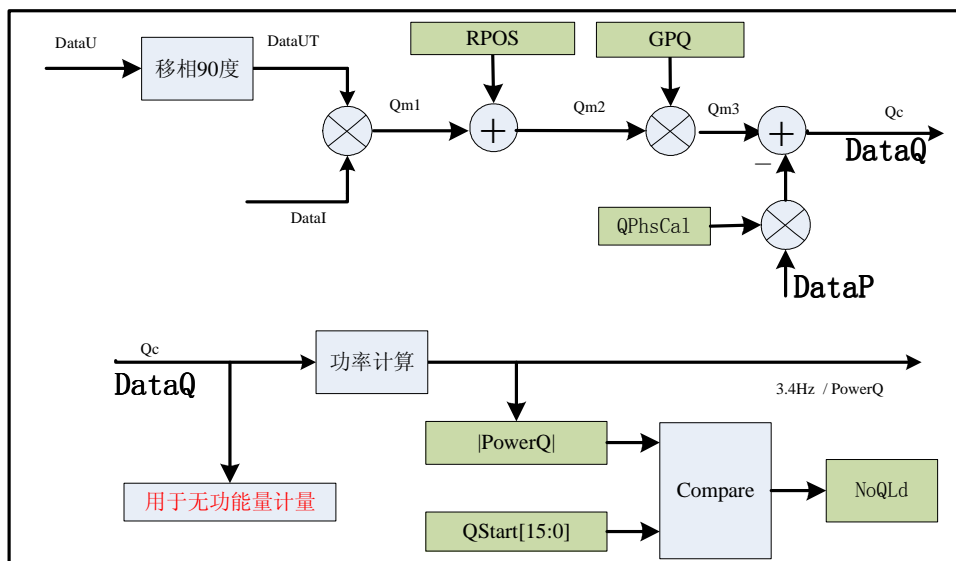 RPOS
GPQ
DataU
移相90度
DataUT
Qm1
+
Qm2
Qm3
+
Qc
DataQ
−
DataI
QPhsCal
DataP
Qc
DataQ
功率计算
3.4Hz / PowerQ
|PowerQ|
Compare
NoQLd
用于无功能量计量
QStart[15:0]